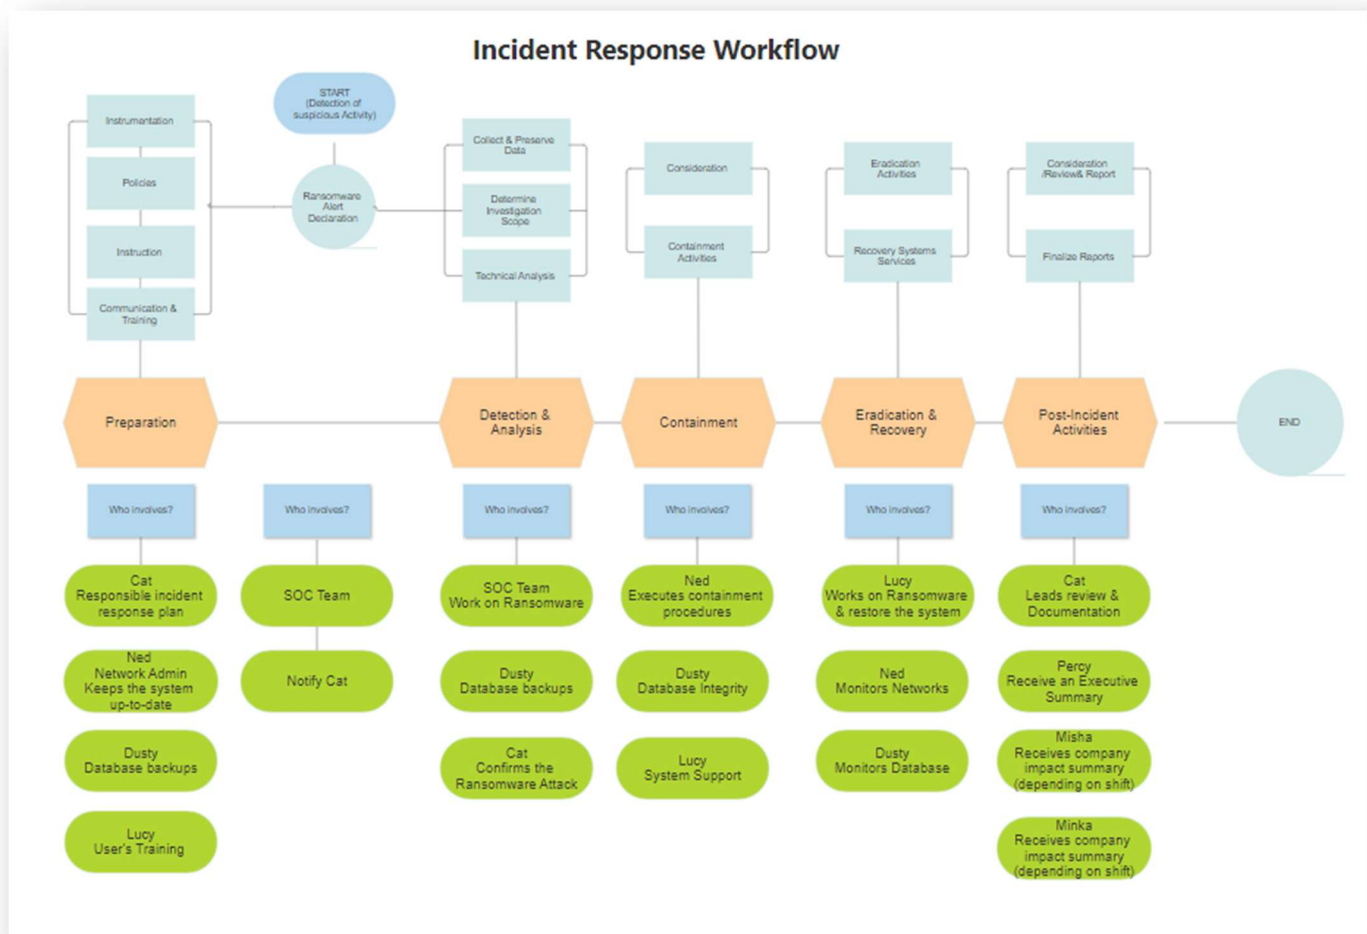 Incident Response Workflow
START
(Detection of
suspicious Activity)
Instrumentation
Policies
Instruction
Communication &
Training
Ransomware
Alert
Declaration
Collect & Preserve
Data
Determine
Investigation
Scope
Technical Analysis
Consideration
Containment
Activities
Eradication
Activities
Recovery Systems
Services
Consideration
/Review& Report
Finalize Reports
Preparation
Detection &
Analysis
Containment
Eradication &
Recovery
Post-Incident
Activities
END
Who involves?
Cat
Responsible incident
response plan
Ned
Network Admin
Keeps the system
up-to-date
Dusty
Database backups
Lucy
User's Training
Who involves?
SOC Team
Notify Cat
Who involves?
SOC Team
Work on Ransomware
Dusty
Database backups
Cat
Confirms the
Ransomware Attack
Who involves?
Ned
Executes containment
procedures
Dusty
Database Integrity
Lucy
System Support
Who involves?
Lucy
Works on Ransomware
& restore the system
Ned
Monitors Networks
Dusty
Monitors Database
Who involves?
Cat
Leads review &
Documentation
Percy
Receive an Executive
Summary
Misha
Receives company
impact summary
(depending on shift)
Minka
Receives company
impact summary
(depending on shift)